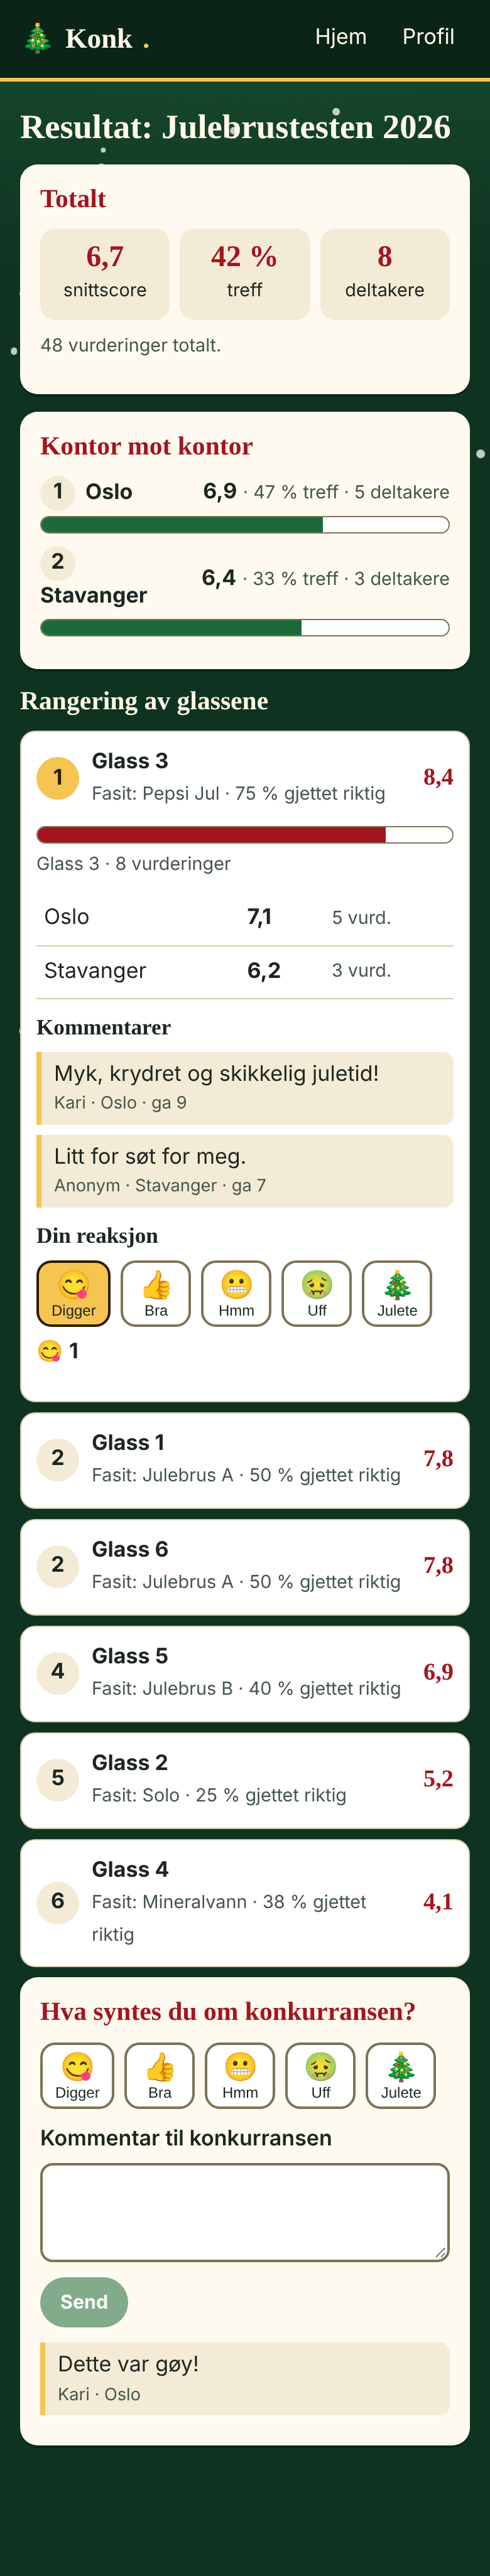 🎄 Konk .
Hjem Profil
Resultat: Julebrustesten 2026
Totalt
6,7 42 % 8
snittscore treff deltakere
48 vurderinger totalt.
Kontor mot kontor
1 Oslo 6,9 · 47 % treff · 5 deltakere
2
Stavanger 6,4 · 33 % treff · 3 deltakere
Rangering av glassene
1 Glass 3 8,4
Fasit: Pepsi Jul · 75 % gjettet riktig
Glass 3 · 8 vurderinger
Oslo 7,1 5 vurd.
Stavanger 6,2 3 vurd.
Kommentarer
Myk, krydret og skikkelig juletid!
Kari · Oslo · ga 9
Litt for søt for meg.
Anonym · Stavanger · ga 7
Din reaksjon
😋 👍 😬 🤢 🎄
Digger Bra Hmm Uff Julete
😋 1
2 Glass 1 7,8
Fasit: Julebrus A · 50 % gjettet riktig
2 Glass 6 7,8
Fasit: Julebrus A · 50 % gjettet riktig
4 Glass 5 6,9
Fasit: Julebrus B · 40 % gjettet riktig
5 Glass 2 5,2
Fasit: Solo · 25 % gjettet riktig
6 Glass 4 4,1
Fasit: Mineralvann · 38 % gjettet
riktig
Hva syntes du om konkurransen?
😋 👍 😬 🤢 🎄
Digger Bra Hmm Uff Julete
Kommentar til konkurransen
Send
Dette var gøy!
Kari · Oslo